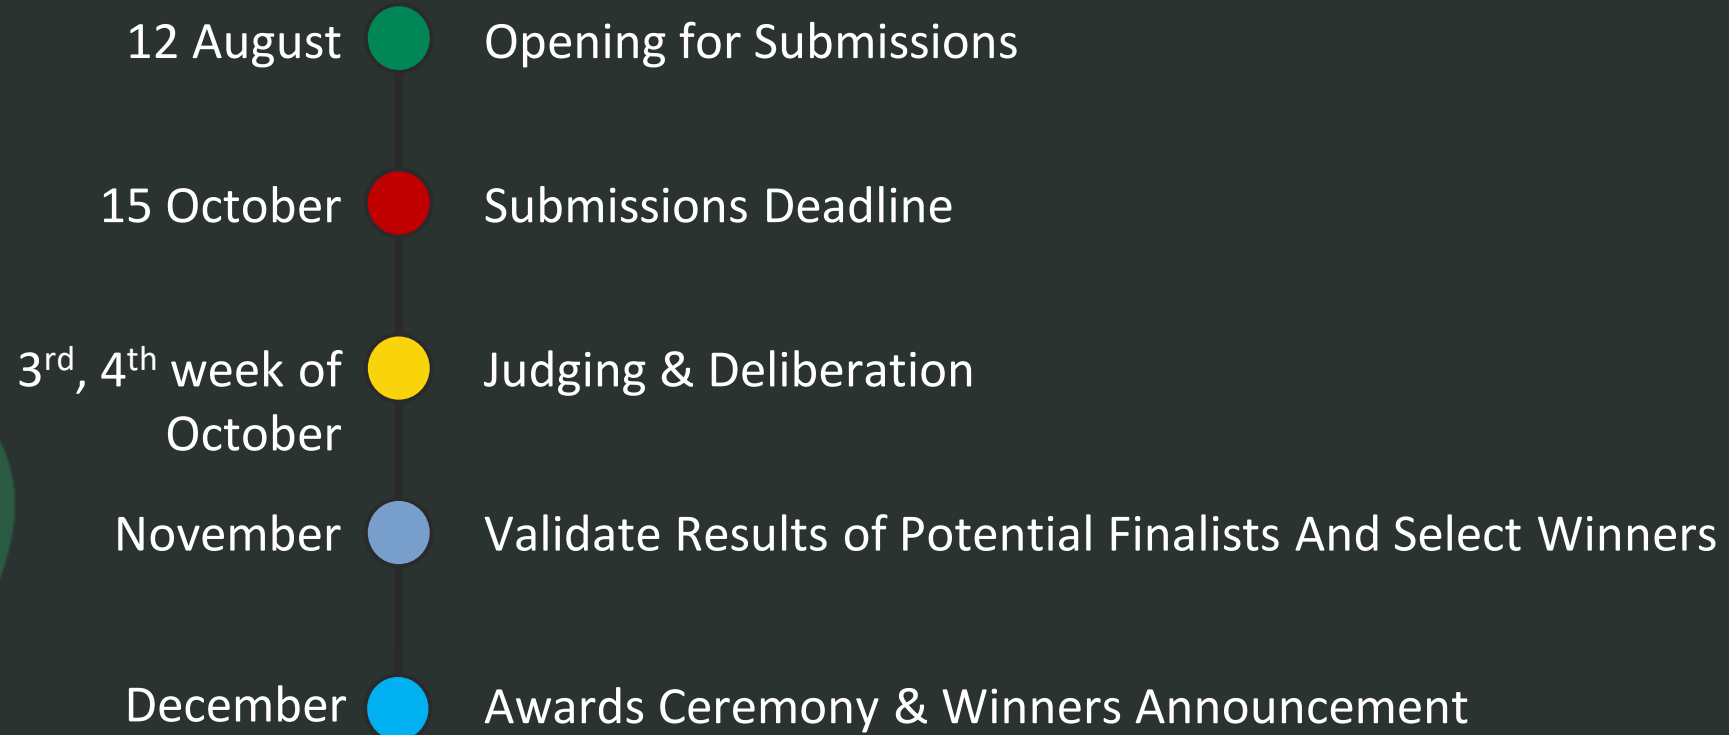 12 August Opening for Submissions
15 October Submissions Deadline
3rd, 4th week of October Judging & Deliberation
November Validate Results of Potential Finalists And Select Winners
December Awards Ceremony & Winners Announcement